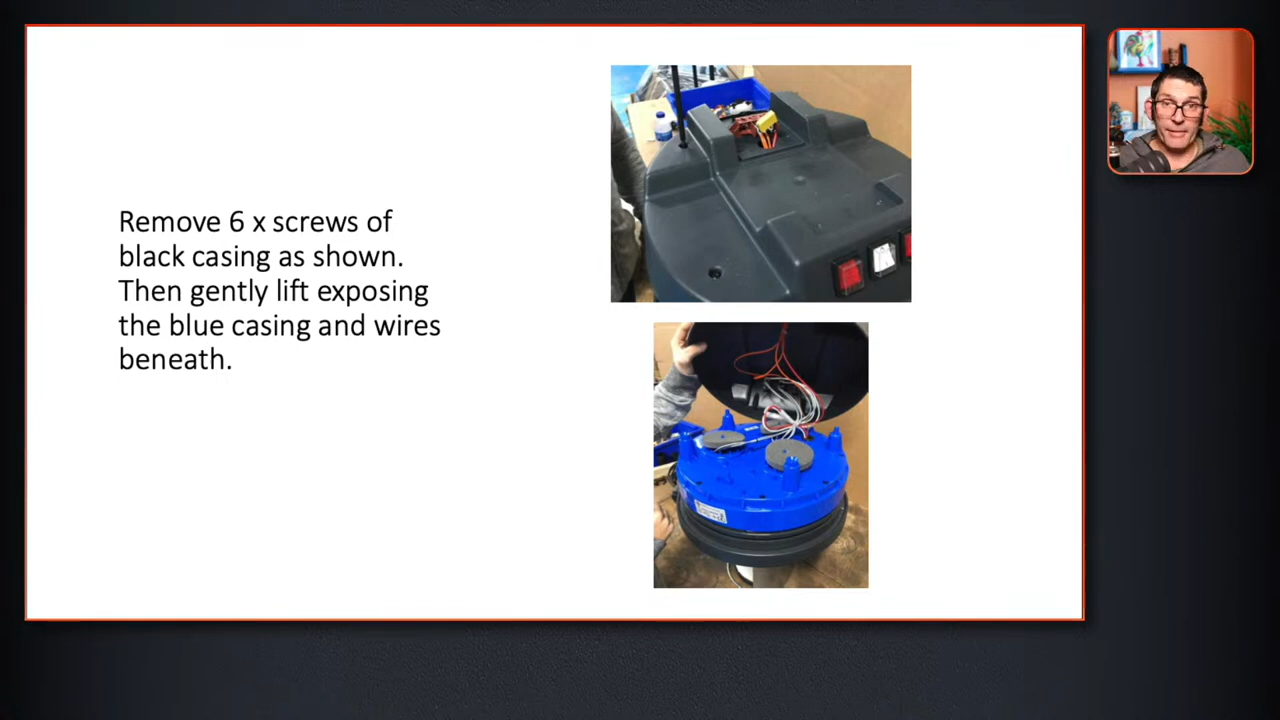 Remove 6 x screws of
black casing as shown.
Then gently lift exposing
the blue casing and wires
beneath.